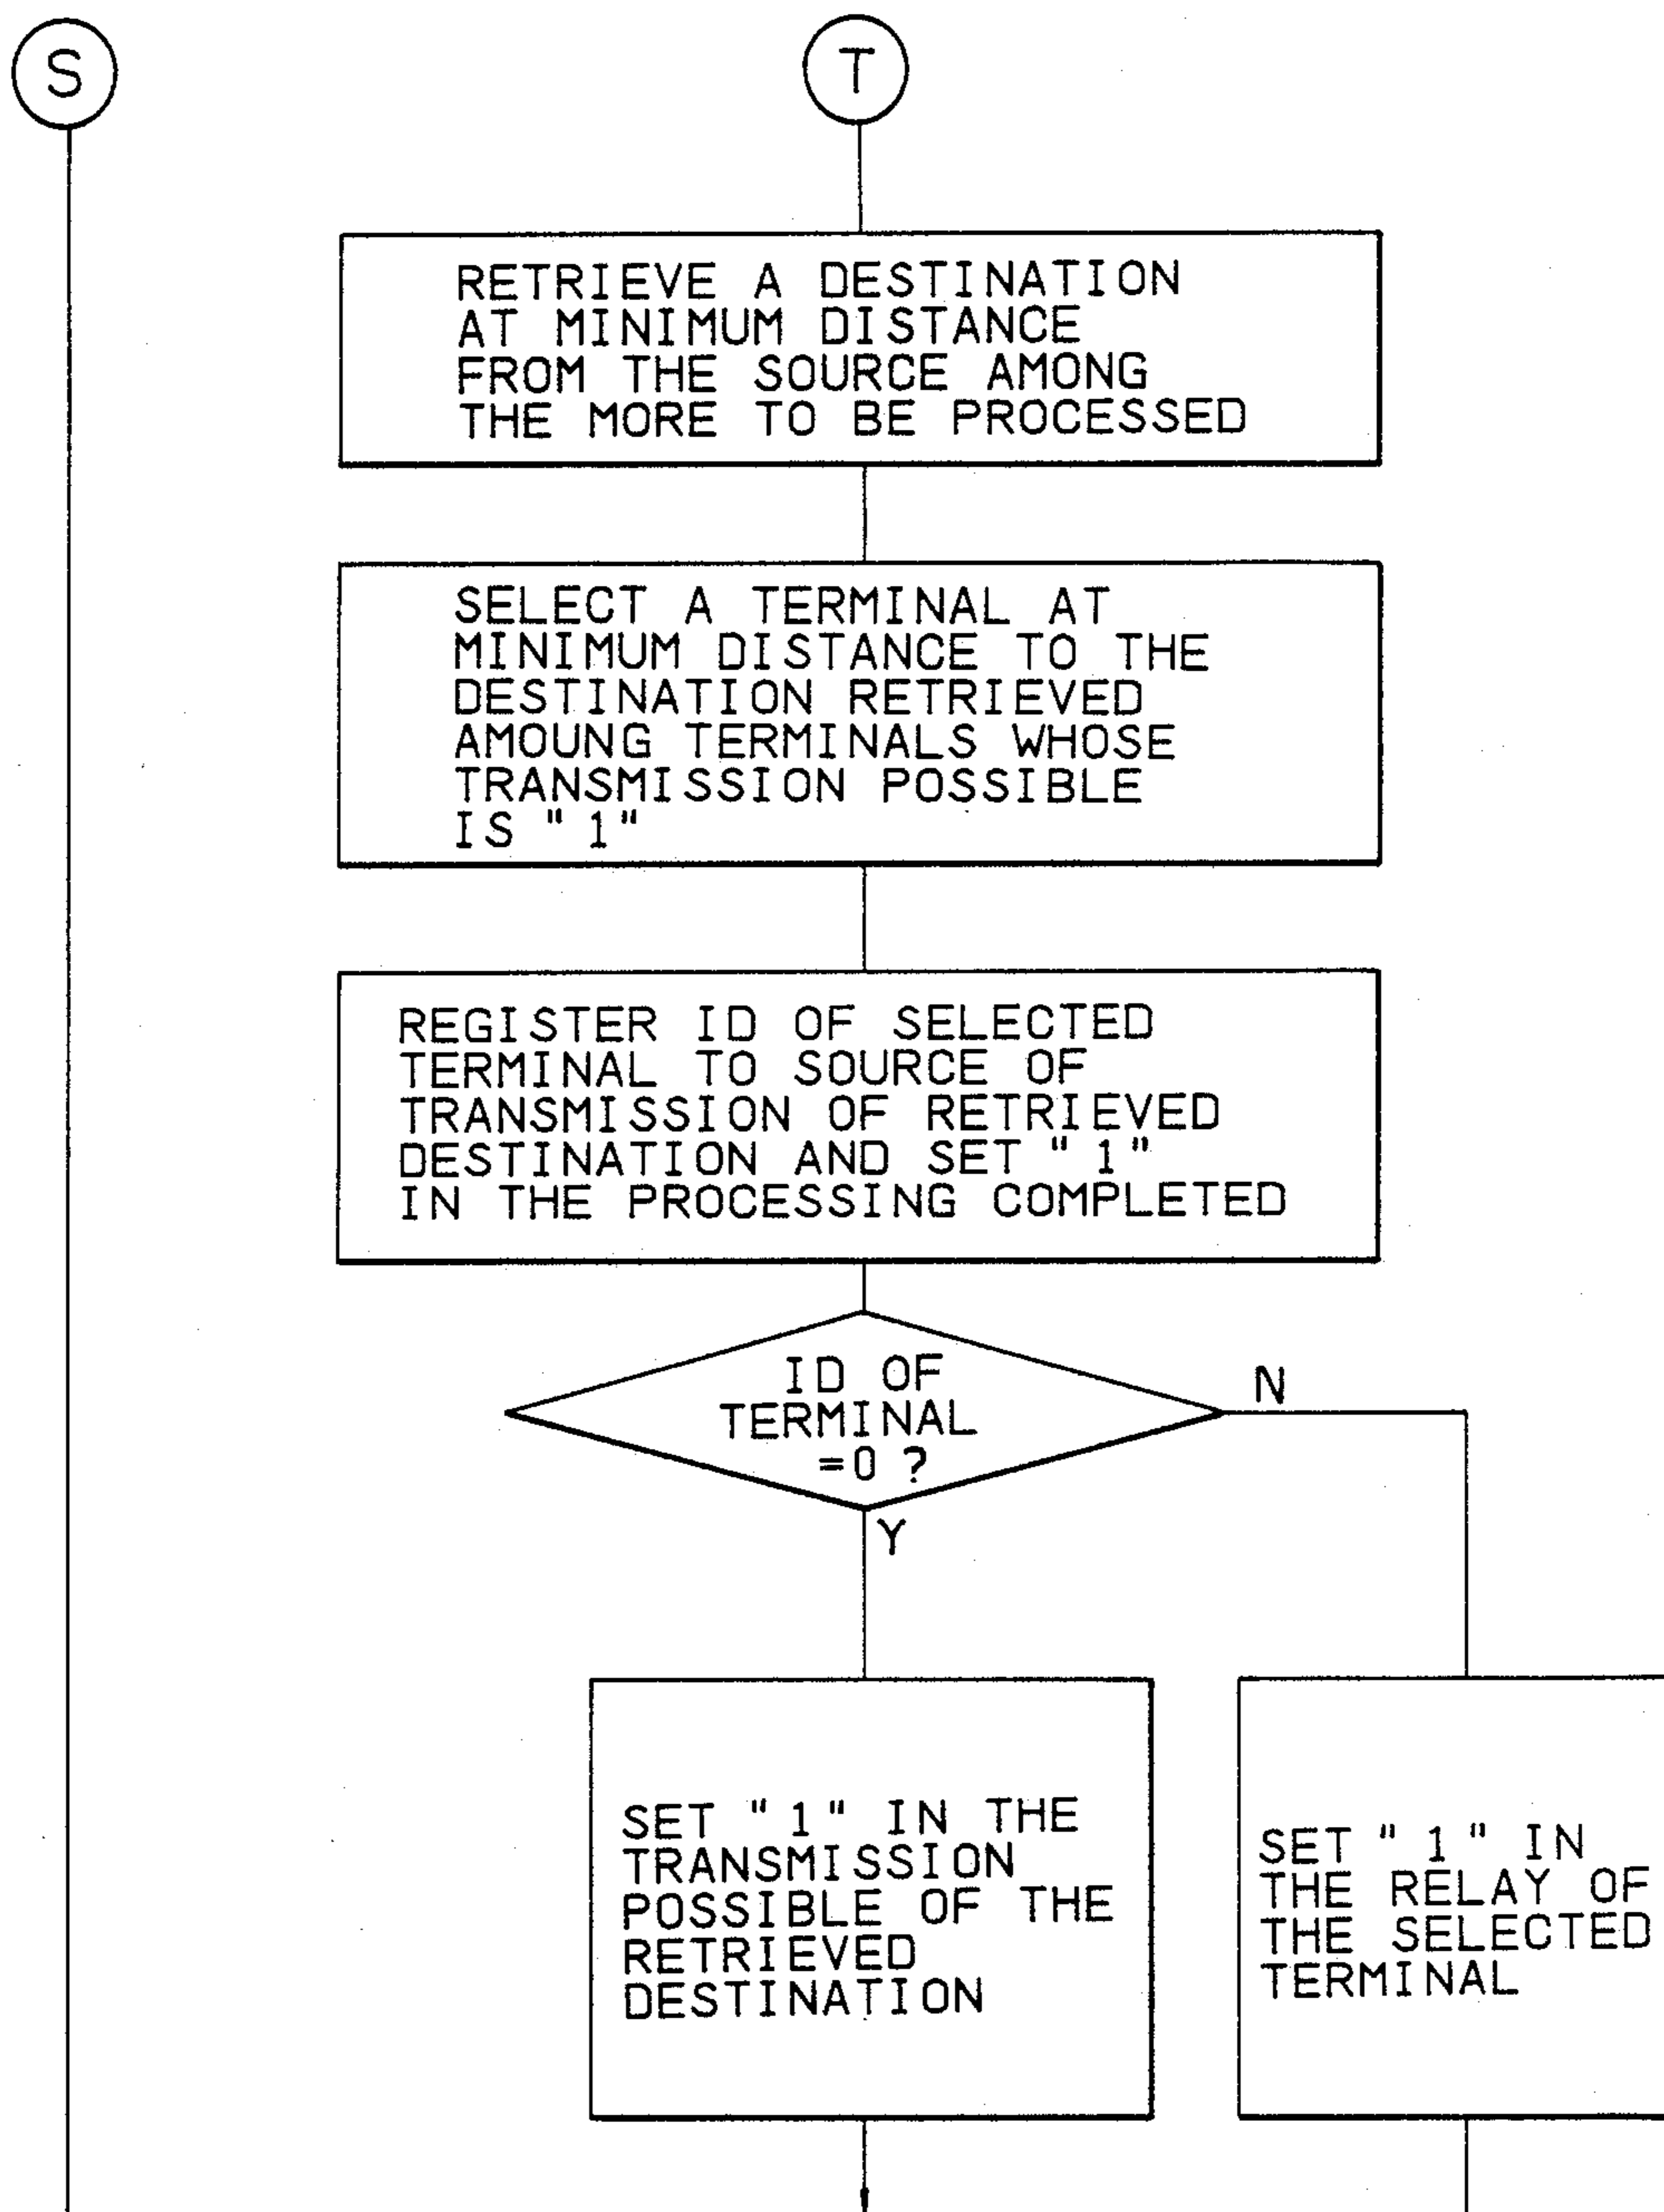 S
T
RETRIEVE A DESTINATION
AT MINIMUM DISTANCE
FROM THE SOURCE AMONG
THE MORE TO BE PROCESSED
SELECT A TERMINAL AT
MINIMUM DISTANCE TO THE
DESTINATION RETRIEVED
AMOUNG TERMINALS WHOSE
TRANSMISSION POSSIBLE
IS "1"
REGISTER ID OF SELECTED
TERMINAL TO SOURCE OF
TRANSMISSION OF RETRIEVED
DESTINATION AND SET "1"
IN THE PROCESSING COMPLETED
ID OF
TERMINAL
=0 ?
N
Y
SET "1" IN THE
TRANSMISSION
POSSIBLE OF THE
RETRIEVED
DESTINATION
SET "1" IN
THE RELAY OF
THE SELECTED
TERMINAL